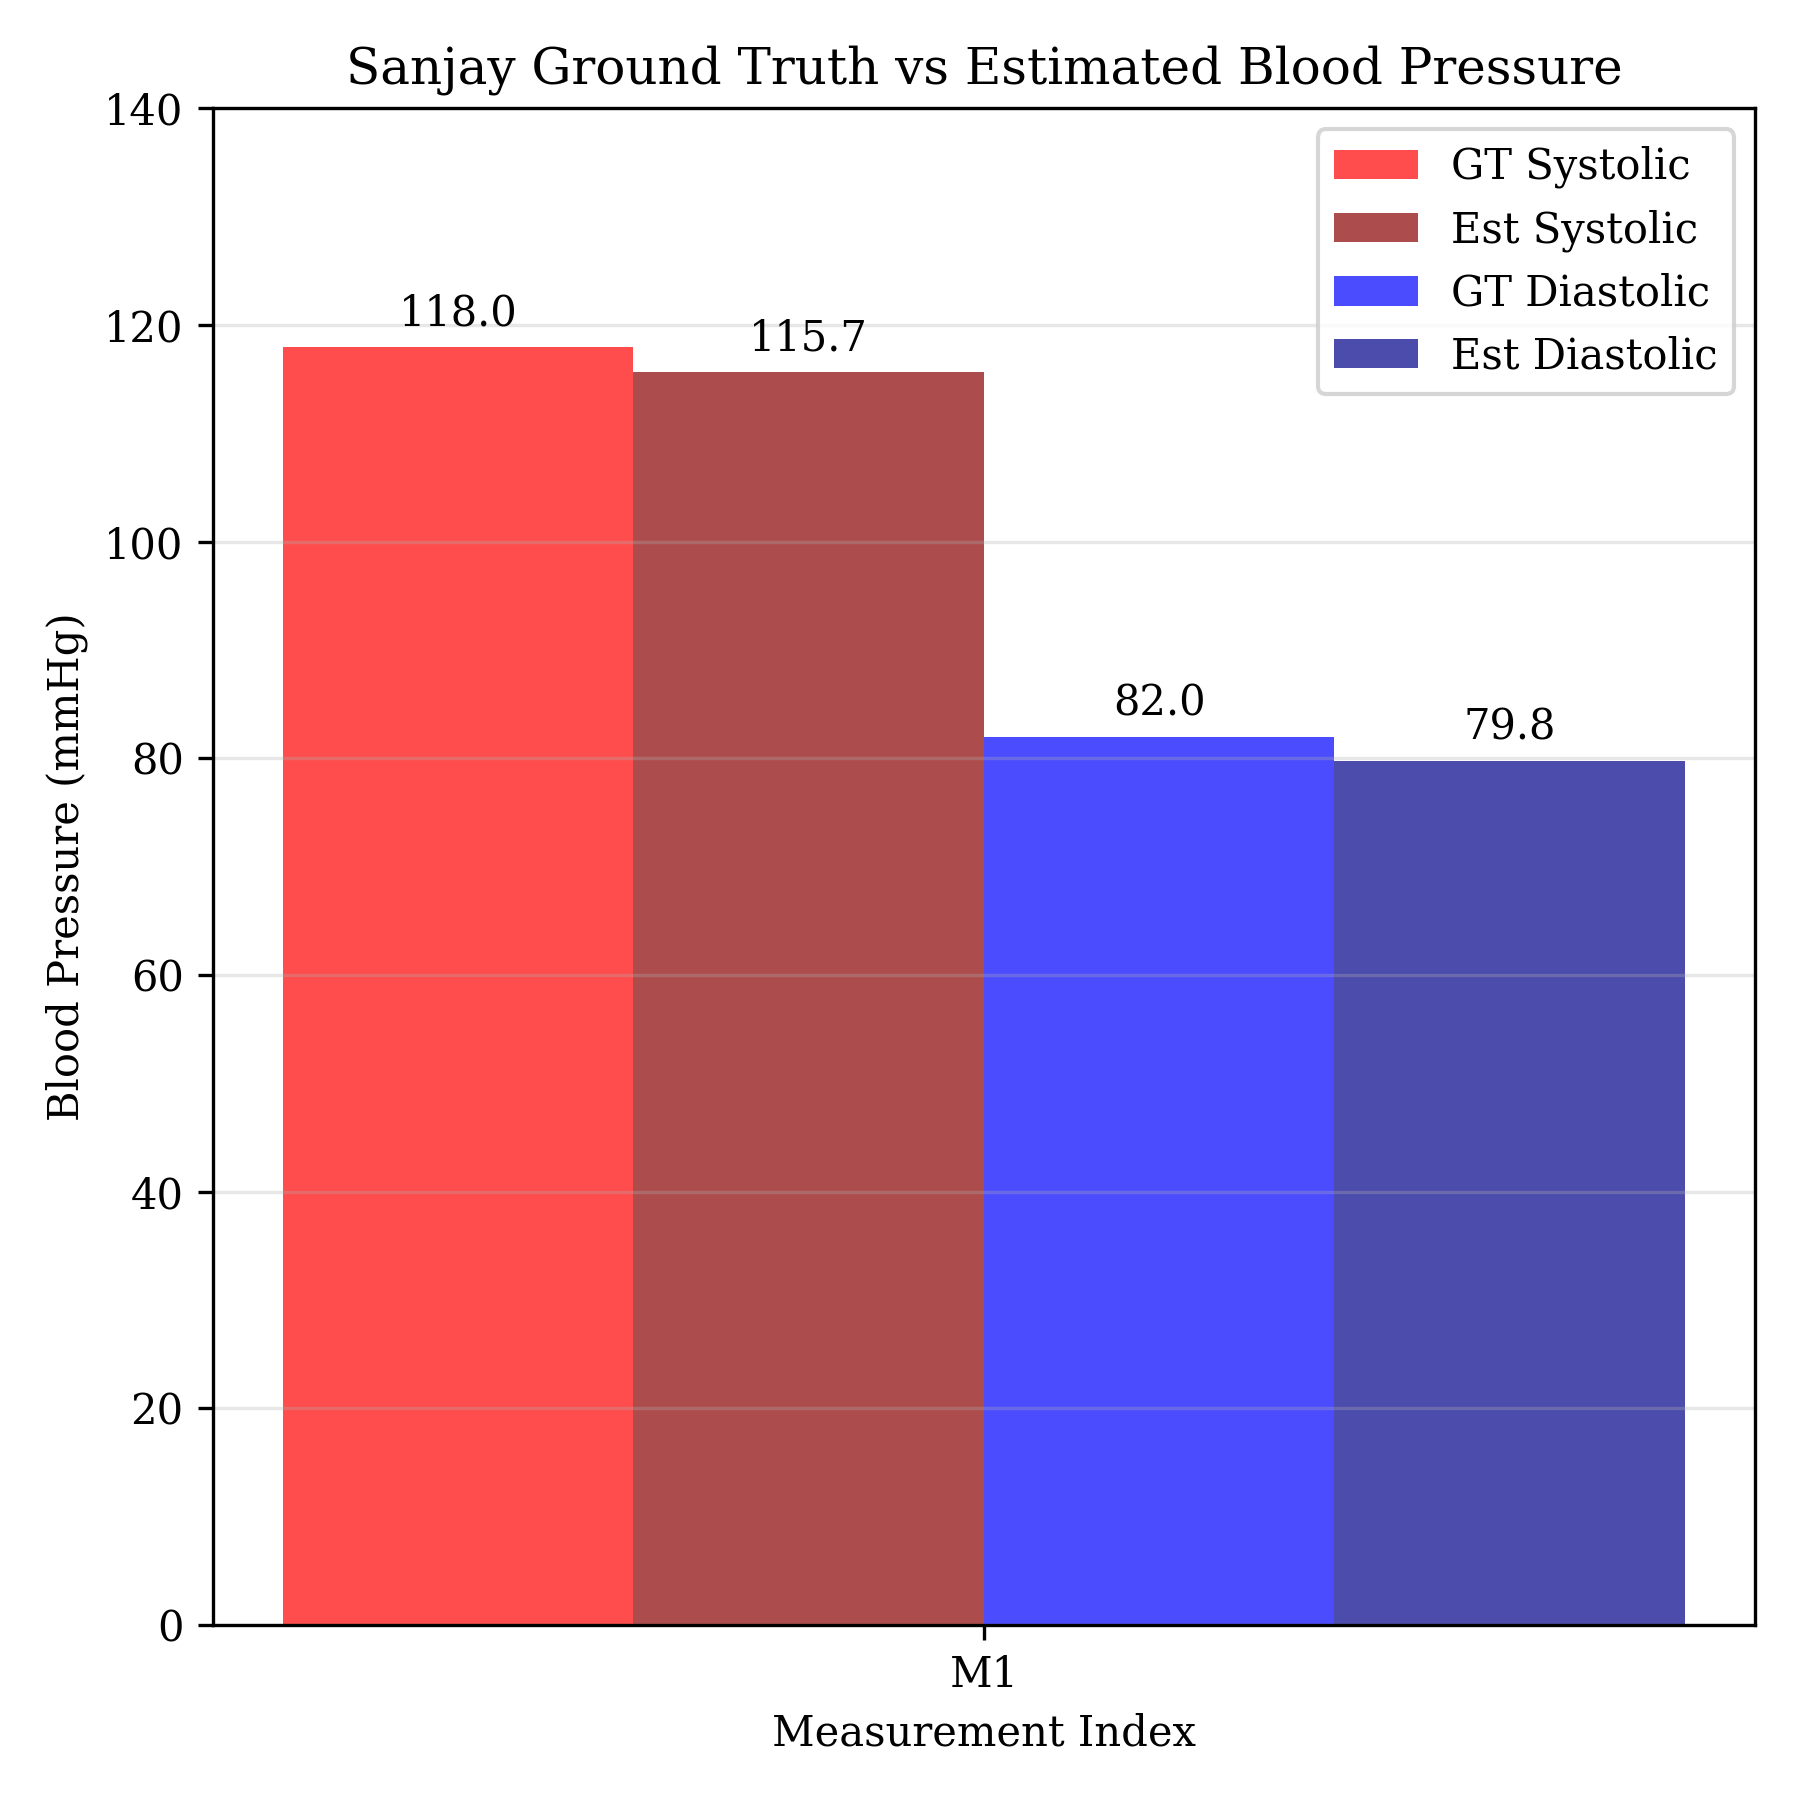 Sanjay Ground Truth vs Estimated Blood Pressure
140
120
100
80
60
40
20
0
Blood Pressure (mmHg)
GT Systolic
Est Systolic
GT Diastolic
Est Diastolic
118.0
115.7
82.0
79.8
M1
Measurement Index